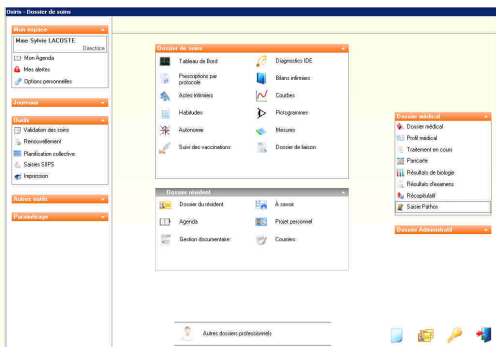 Osiris - Dossier de soins
Mon espace
Mme Sylvie LACOSTE
Directrice
Mon Agenda
Mes alertes
Options personnelles
Journaux
Outils
Validation des soins
Renouvellement
Planification collective
Saisies SIIPS
Impression
Autres outils
Paramétrage
Dossier de soins
Tableau de Bord
Diagnostics IDE
Prescriptions par
protocole
Bilans infirmiers
Actes infirmiers
Courbes
Habitudes
Pictogrammes
Autonomie
Mesures
Suivi des vaccinations
Dossier de liaison
Dossier résident
Dossier du résident
À savoir
Agenda
Projet personnel
Gestion documentaire
Courriers
Autres dossiers professionnels
Dossier médical
Dossier médical
Profil médical
Traitement en cours
Pancarte
Résultats de biologie
Résultats d'examens
Récapitulatif
Saisie Pathos
Dossier Administratif